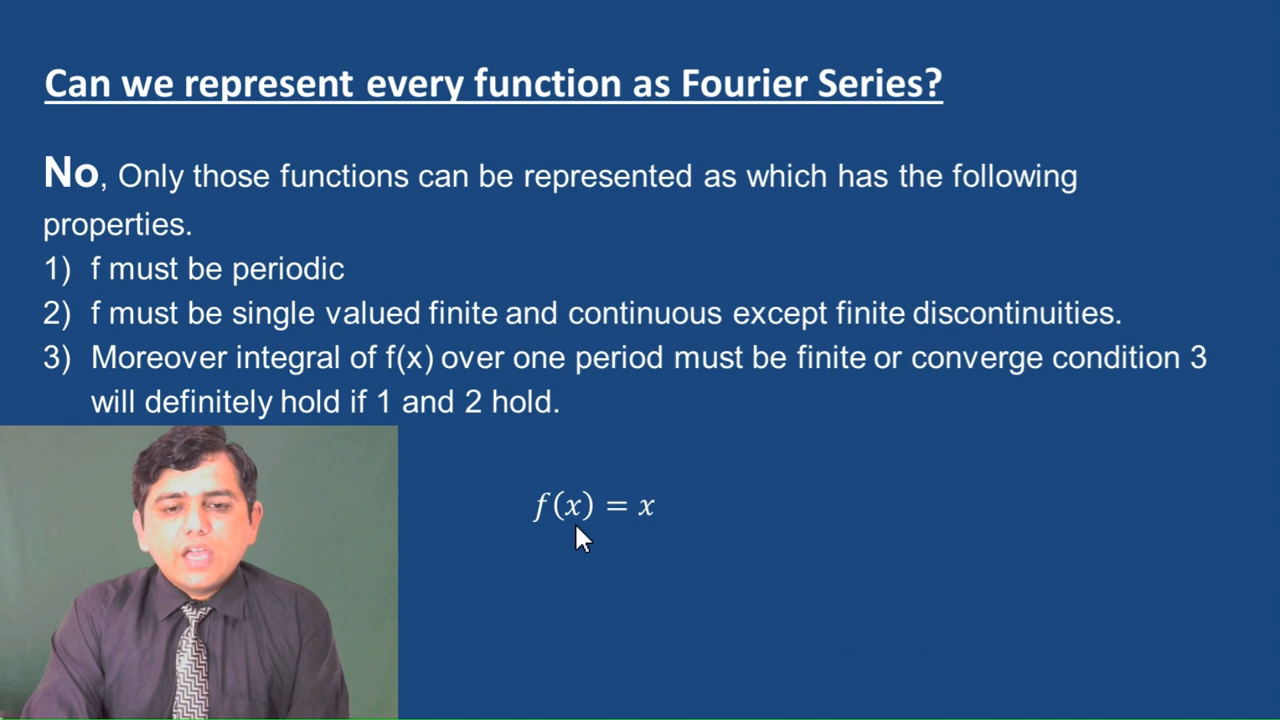 Can we represent every function as Fourier Series?
No, Only those functions can be represented as which has the following
properties.
1) f must be periodic
2) f must be single valued finite and continuous except finite discontinuities.
3) Moreover integral of f(x) over one period must be finite or converge condition 3
will definitely hold if 1 and 2 hold.
f(x) = x